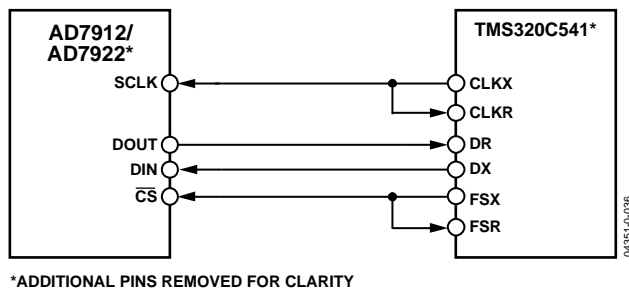 AD7912/
AD7922*
TMS320C541*
SCLK
CLKX
CLKR
DOUT
DR
DIN
DX
CS
FSX
FSR
04351-0-036
*ADDITIONAL PINS REMOVED FOR CLARITY